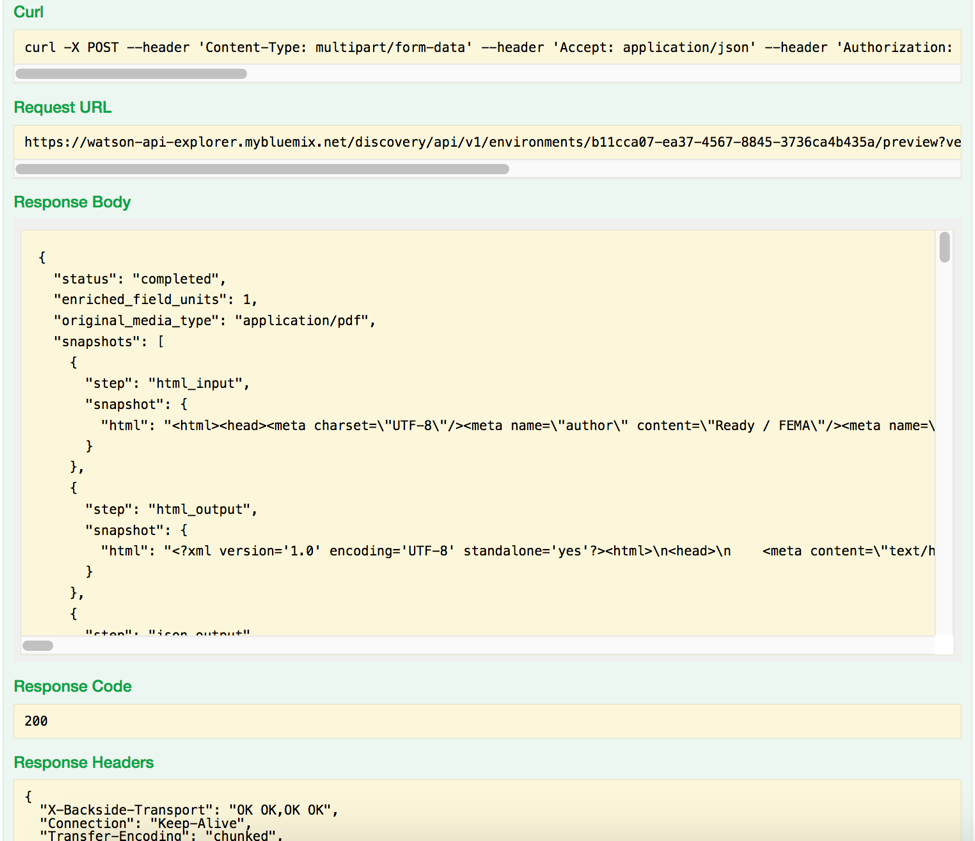 Curl
curl -X POST --header 'Content-Type: multipart/form-data' --header 'Accept: application/json' --header 'Authorization:
Request URL
https://watson-api-explorer.mybluemix.net/discovery/api/v1/environments/b11cca07-ea37-4567-8845-3736ca4b435a/preview?ve
Response Body
{
"status": "completed",
"enriched_field_units": 1,
"original_media_type": "application/pdf",
"snapshots": [
{
"step": "html_input",
"snapshot": {
"html": "<html><head><meta charset=\"UTF-8\"/><meta name=\"author\" content=\"Ready / FEMA\"/><meta name=\
}
},
{
"step": "html_output",
"snapshot": {
"html": "<?xml version='1.0' encoding='UTF-8' standalone='yes'?><html>\n<head>\n    <meta content=\"text/h
}
},
{
"step": "json_output"
Response Code
200
Response Headers
{
"X-Backside-Transport": "OK OK,OK OK",
"Connection": "Keep-Alive",
"Transfer-Encoding": "chunked",